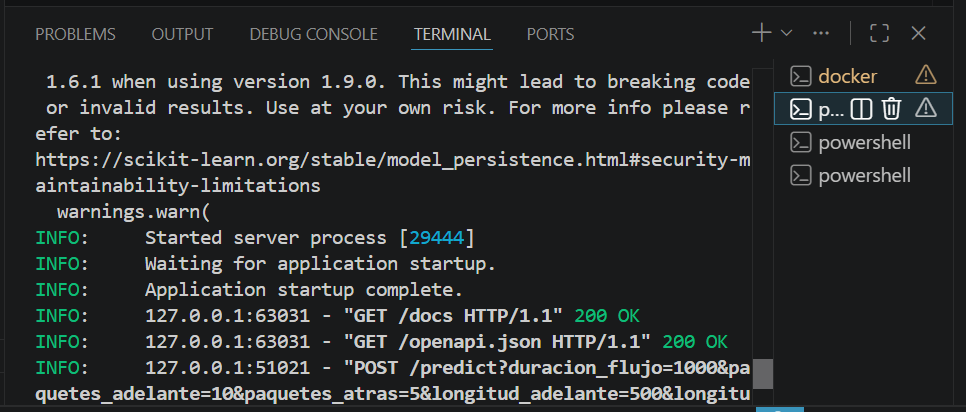 PROBLEMS OUTPUT DEBUG CONSOLE TERMINAL PORTS
1.6.1 when using version 1.9.0. This might lead to breaking code
or invalid results. Use at your own risk. For more info please r
efer to:
https://scikit-learn.org/stable/model_persistence.html#security-m
aintainability-limitations
warnings.warn(
INFO: Started server process [29444]
INFO: Waiting for application startup.
INFO: Application startup complete.
INFO: 127.0.0.1:63031 - "GET /docs HTTP/1.1" 200 OK
INFO: 127.0.0.1:63031 - "GET /openapi.json HTTP/1.1" 200 OK
INFO: 127.0.0.1:51021 - "POST /predict?duracion_flujo=1000&pa
quetes_adelante=10&paquetes_atras=5&longitud_adelante=500&longitu
docker
p...
powershell
powershell